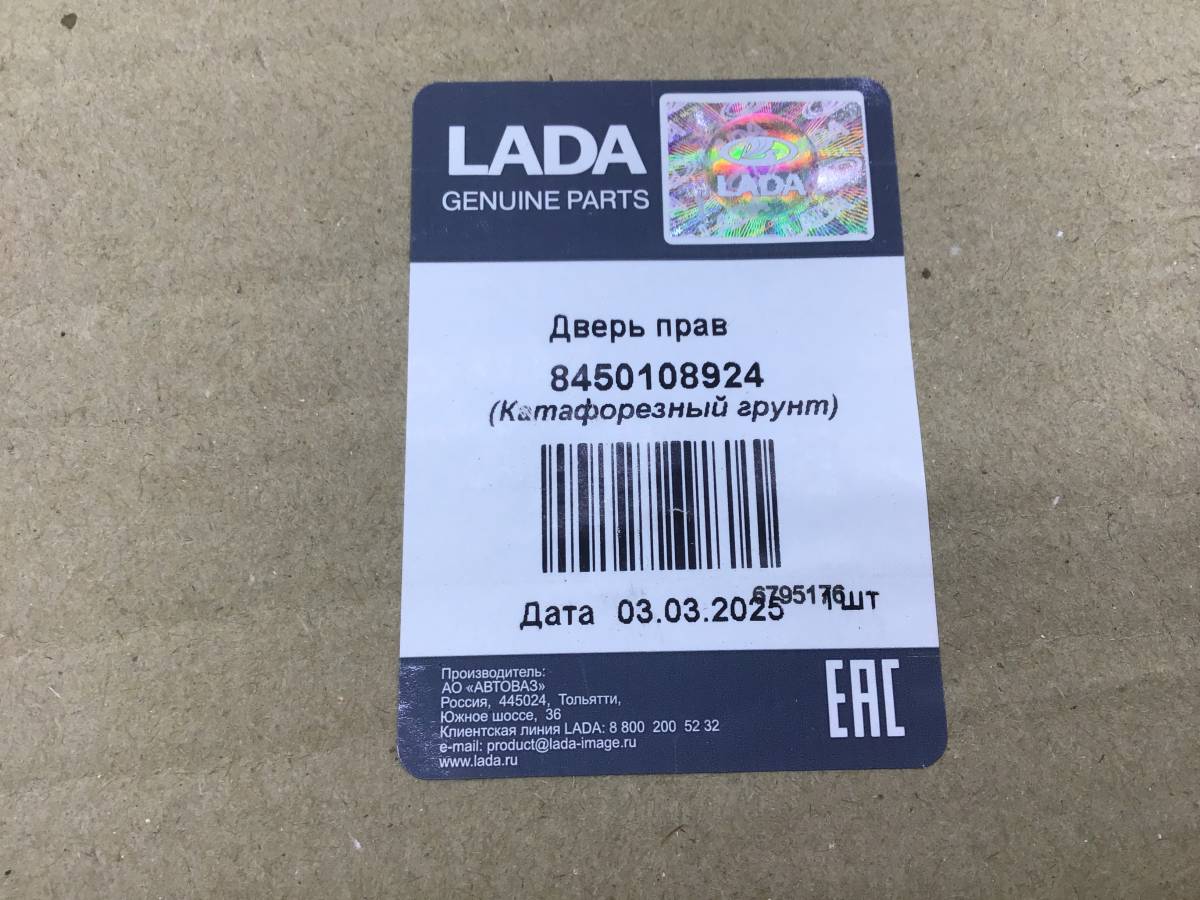 LADA
GENUINE PARTS
LADA
Дверь прав
8450108924
(Катафорезный грунт)
6795176
Дата 03.03.2025 1 шт
Производитель:
АО «АВТОВАЗ»
Россия, 445024, Тольятти,
Южное шоссе, 36
Клиентская линия LADA: 8 800 200 52 32
e-mail: product@lada-image.ru
www.lada.ru
EAC